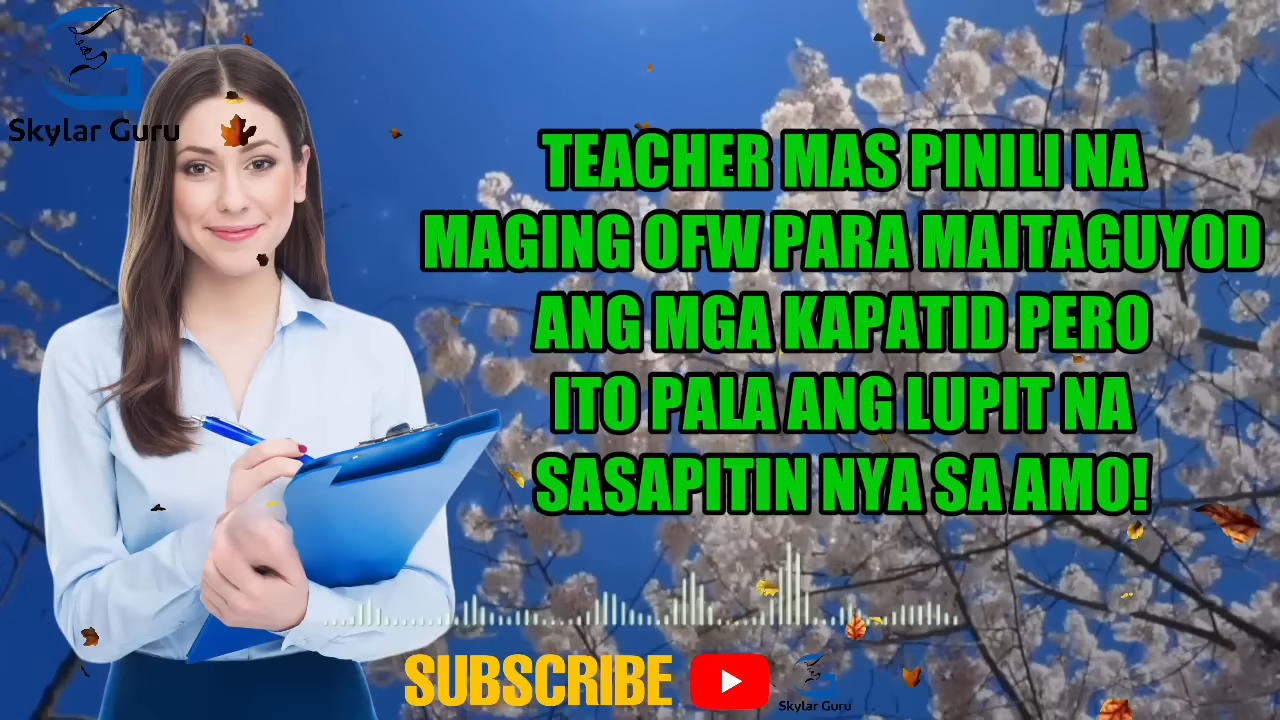 Skylar Guru
TEACHER MAS PINILI NA
MAGING OFW PARA MAITAGUYOD
ANG MGA KAPATID PERO
ITO PALA ANG LUPIT NA
SASAPITIN NYA SA AMO!
SUBSCRIBE
Skylar Guru